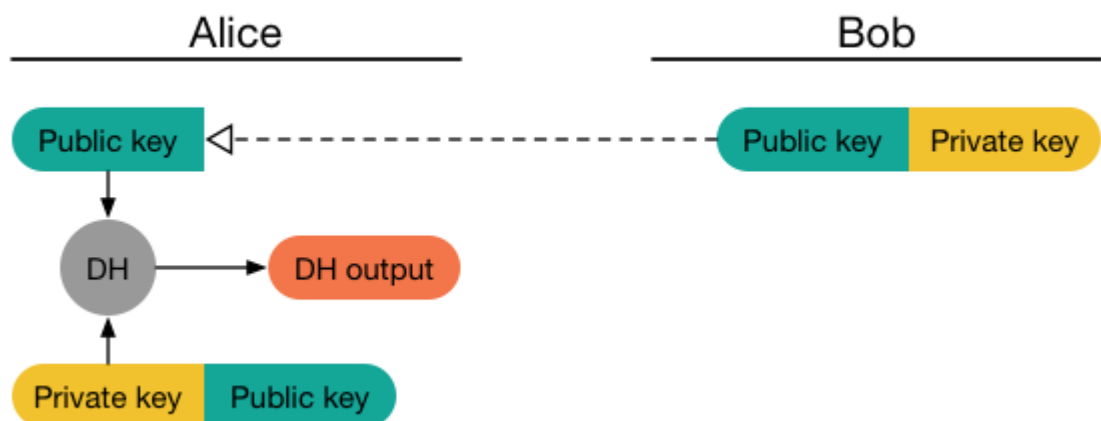 Alice
Bob
Public key
Public key
Private key
DH
DH output
Private key
Public key